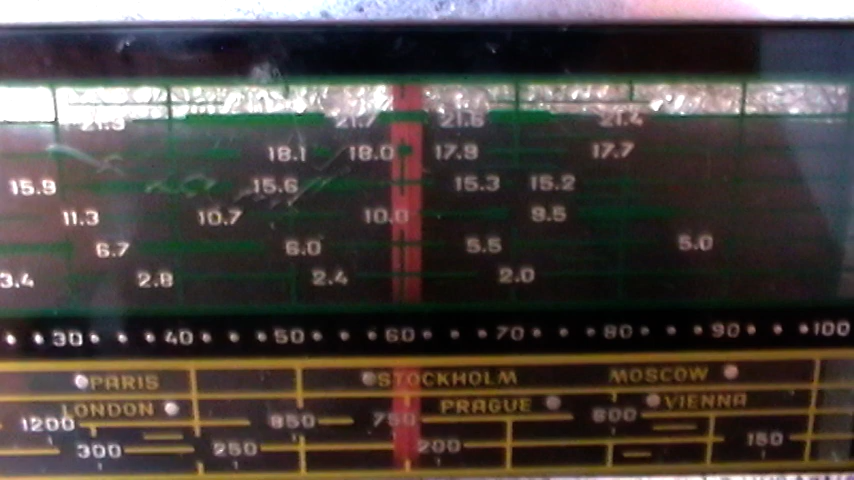 21.7 21.6 21.4
18.1 18.0 17.9 17.7
15.9 15.6 15.3 15.2
11.3 10.7 10.0 9.5
6.7 6.0 5.5 5.0
3.4 2.8 2.4 2.0
30 40 50 60 70 80 90 100
PARIS STOCKHOLM MOSCOW
LONDON PRAGUE VIENNA
1200 850 750 600
300 250 200 150